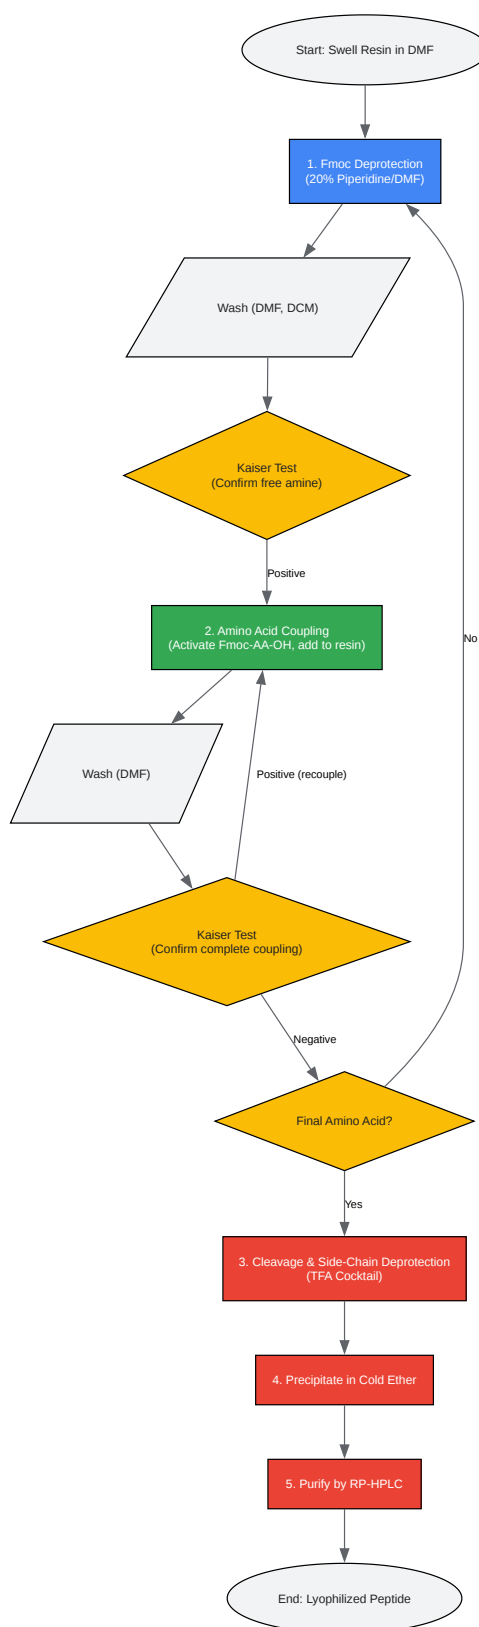 Start: Swell Resin in DMF
1. Fmoc Deprotection
(20% Piperidine/DMF)
Wash (DMF, DCM)
Kaiser Test
(Confirm free amine)
Positive
2. Amino Acid Coupling
(Activate Fmoc-AA-OH, add to resin)
No
Wash (DMF)
Positive (recouple)
Kaiser Test
(Confirm complete coupling)
Negative
Final Amino Acid?
Yes
3. Cleavage & Side-Chain Deprotection
(TFA Cocktail)
4. Precipitate in Cold Ether
5. Purify by RP-HPLC
End: Lyophilized Peptide